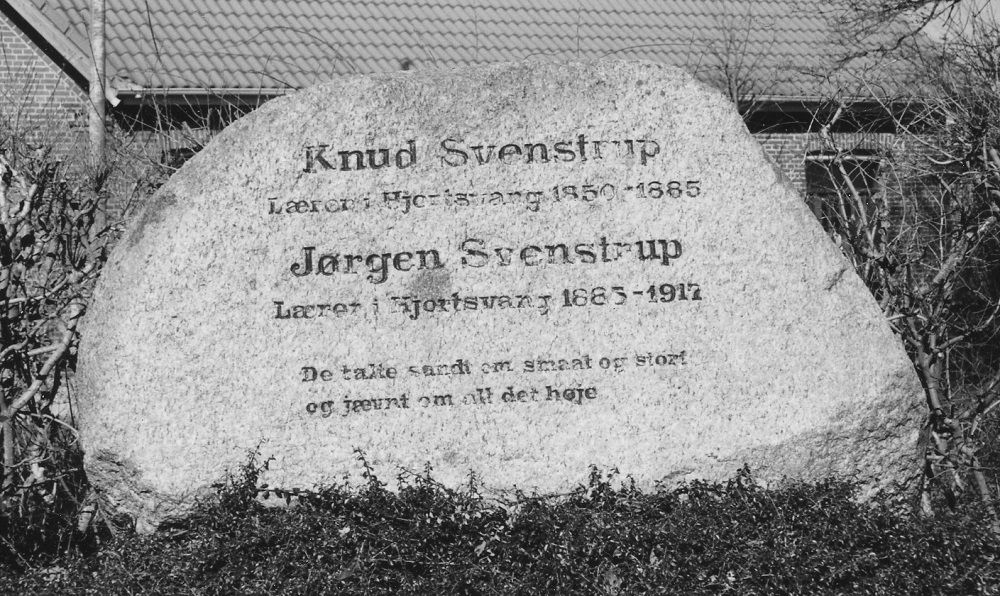 Knud Svenstrup
Lærer i Hjortsvang 1850-1885
Jørgen Svenstrup
Lærer i Hjortsvang 1885-1917
De talte sandt om smaat og stort
og jævnt om alt det høje